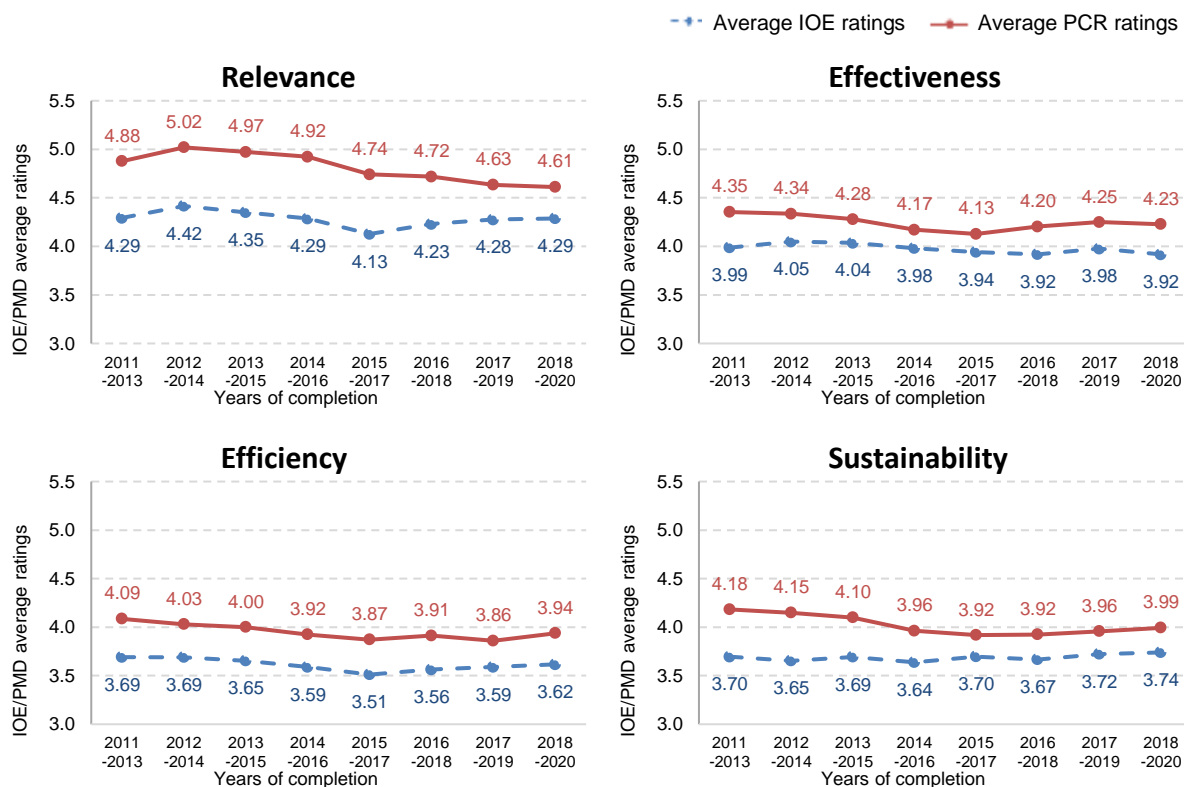 Average IOE ratings Average PCR ratings
Relevance
IOE/PMD average ratings
5.5
5.0
4.5
4.0
3.5
3.0
4.88 5.02 4.97 4.92 4.74 4.72 4.63 4.61
4.29 4.42 4.35 4.29 4.13 4.23 4.28 4.29
2011 2012 2013 2014 2015 2016 2017 2018
-2013 -2014 -2015 -2016 -2017 -2018 -2019 -2020
Years of completion
Effectiveness
IOE/PMD average ratings
5.5
5.0
4.5
4.0
3.5
3.0
4.35 4.34 4.28 4.17 4.13 4.20 4.25 4.23
3.99 4.05 4.04 3.98 3.94 3.92 3.98 3.92
2011 2012 2013 2014 2015 2016 2017 2018
-2013 -2014 -2015 -2016 -2017 -2018 -2019 -2020
Years of completion
Efficiency
IOE/PMD average ratings
5.5
5.0
4.5
4.0
3.5
3.0
4.09 4.03 4.00 3.92 3.87 3.91 3.86 3.94
3.69 3.69 3.65 3.59 3.51 3.56 3.59 3.62
2011 2012 2013 2014 2015 2016 2017 2018
-2013 -2014 -2015 -2016 -2017 -2018 -2019 -2020
Years of completion
Sustainability
IOE/PMD average ratings
5.5
5.0
4.5
4.0
3.5
3.0
4.18 4.15 4.10 3.96 3.92 3.92 3.96 3.99
3.70 3.65 3.69 3.64 3.70 3.67 3.72 3.74
2011 2012 2013 2014 2015 2016 2017 2018
-2013 -2014 -2015 -2016 -2017 -2018 -2019 -2020
Years of completion